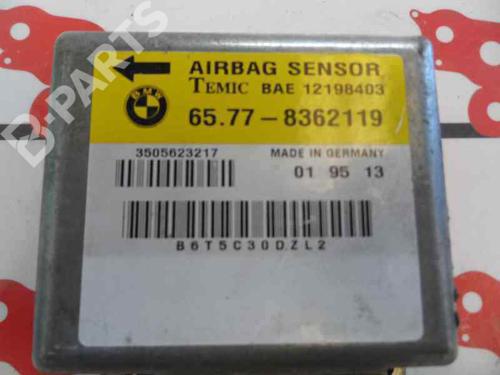 B-PARTS
BMW
AIRBAG SENSOR
TEMIC BAE 12198403
65.77-8362119
3505623217 MADE IN GERMANY
01 95 13
B6T5C30DZL2